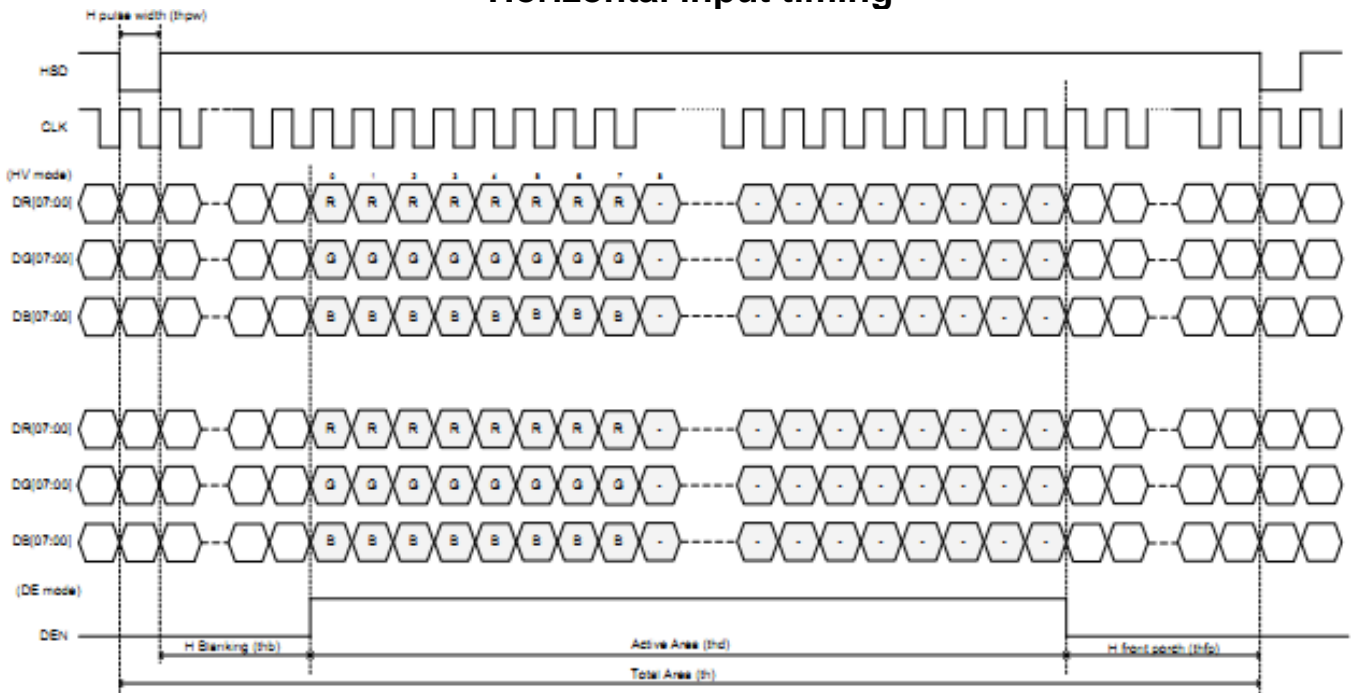 Horizontal input timing
H pulse width (thpw)
HSD
CLK
(HV mode)
0 1 2 3 4 5 6 7 8
DR[07:00] R R R R R R R R - - - - - - - - -
DG[07:00] G G G G G G G G - - - - - - - - -
DB[07:00] B B B B B B B B - - - - - - - - -
DR[07:00] R R R R R R R R - - - - - - - - -
DG[07:00] G G G G G G G G - - - - - - - - -
DB[07:00] B B B B B B B B - - - - - - - - -
(DE mode)
DEN
H Blanking (thb) Active Area (thd) H front porch (thfp)
Total Area (th)